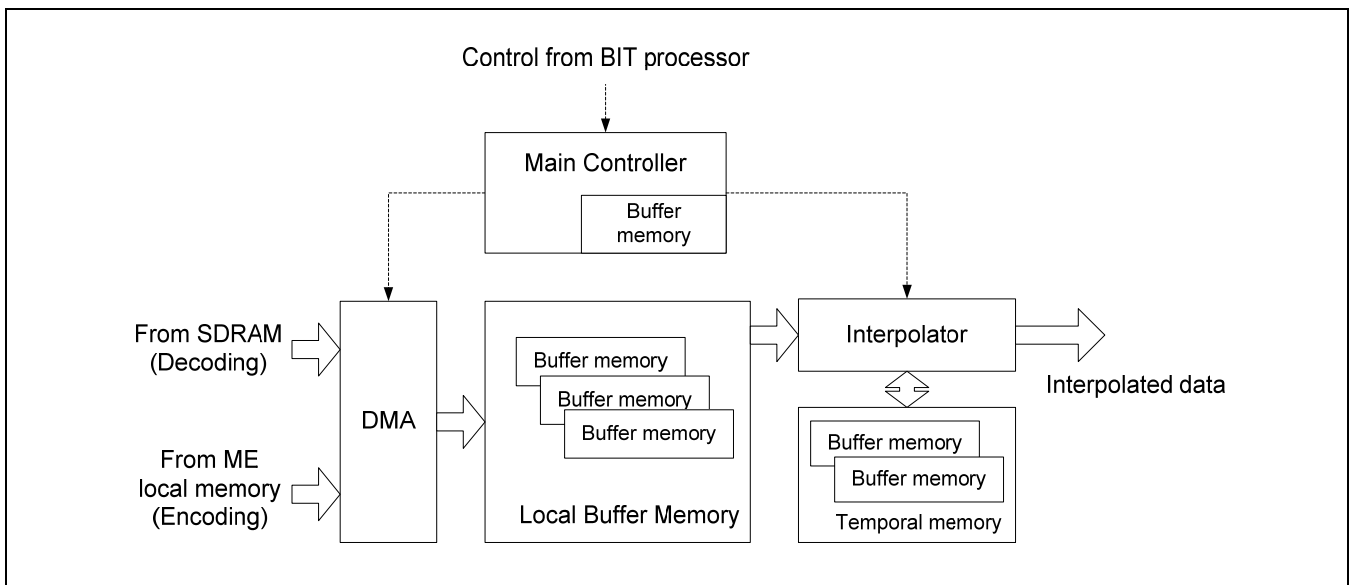 Control from BIT processor
Main Controller
Buffer
memory
From SDRAM
(Decoding)
From ME
local memory
(Encoding)
DMA
Buffer memory
Buffer memory
Buffer memory
Local Buffer Memory
Interpolator
Interpolated data
Buffer memory
Buffer memory
Temporal memory